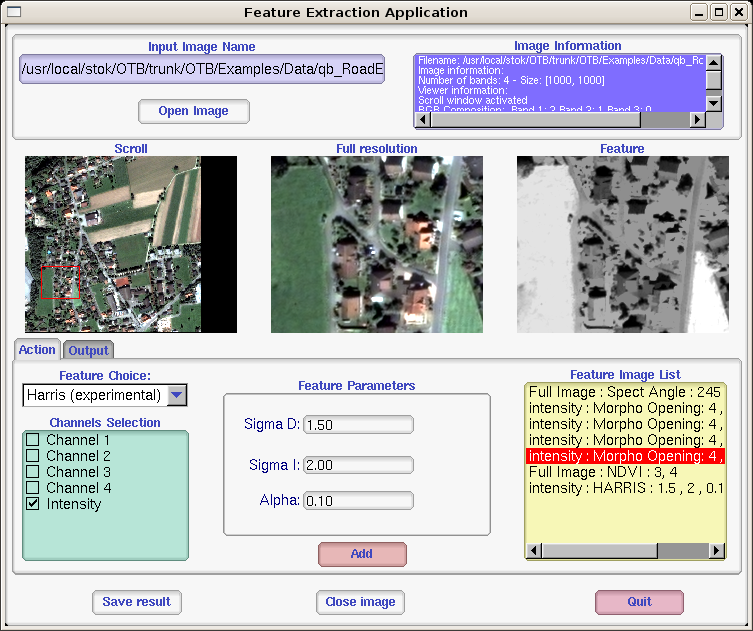 Feature Extraction Application
Input Image Name
/usr/local/stok/OTB/trunk/OTB/Examples/Data/qb_RoadE
Open Image
Image Information
Filename: /usr/local/stok/OTB/trunk/OTB/Examples/Data/qb_Rc
Image information:
Number of bands: 4 - Size: [1000, 1000]
Viewer information:
Scroll window activated
RGB Composition: Band 1: 2 Band 2: 1 Band 3: 0
Scroll
Full resolution
Feature
Action
Output
Feature Choice:
Harris (experimental)
Channels Selection
Channel 1
Channel 2
Channel 3
Channel 4
Intensity
Feature Parameters
Sigma D: 1.50
Sigma I: 2.00
Alpha: 0.10
Add
Feature Image List
Full Image : Spect Angle : 245
intensity : Morpho Opening: 4 ,
intensity : Morpho Opening: 4 ,
intensity : Morpho Opening: 4 ,
intensity : Morpho Opening: 4 ,
Full Image : NDVI : 3, 4
intensity : HARRIS : 1.5 , 2 , 0.1
Save result
Close image
Quit